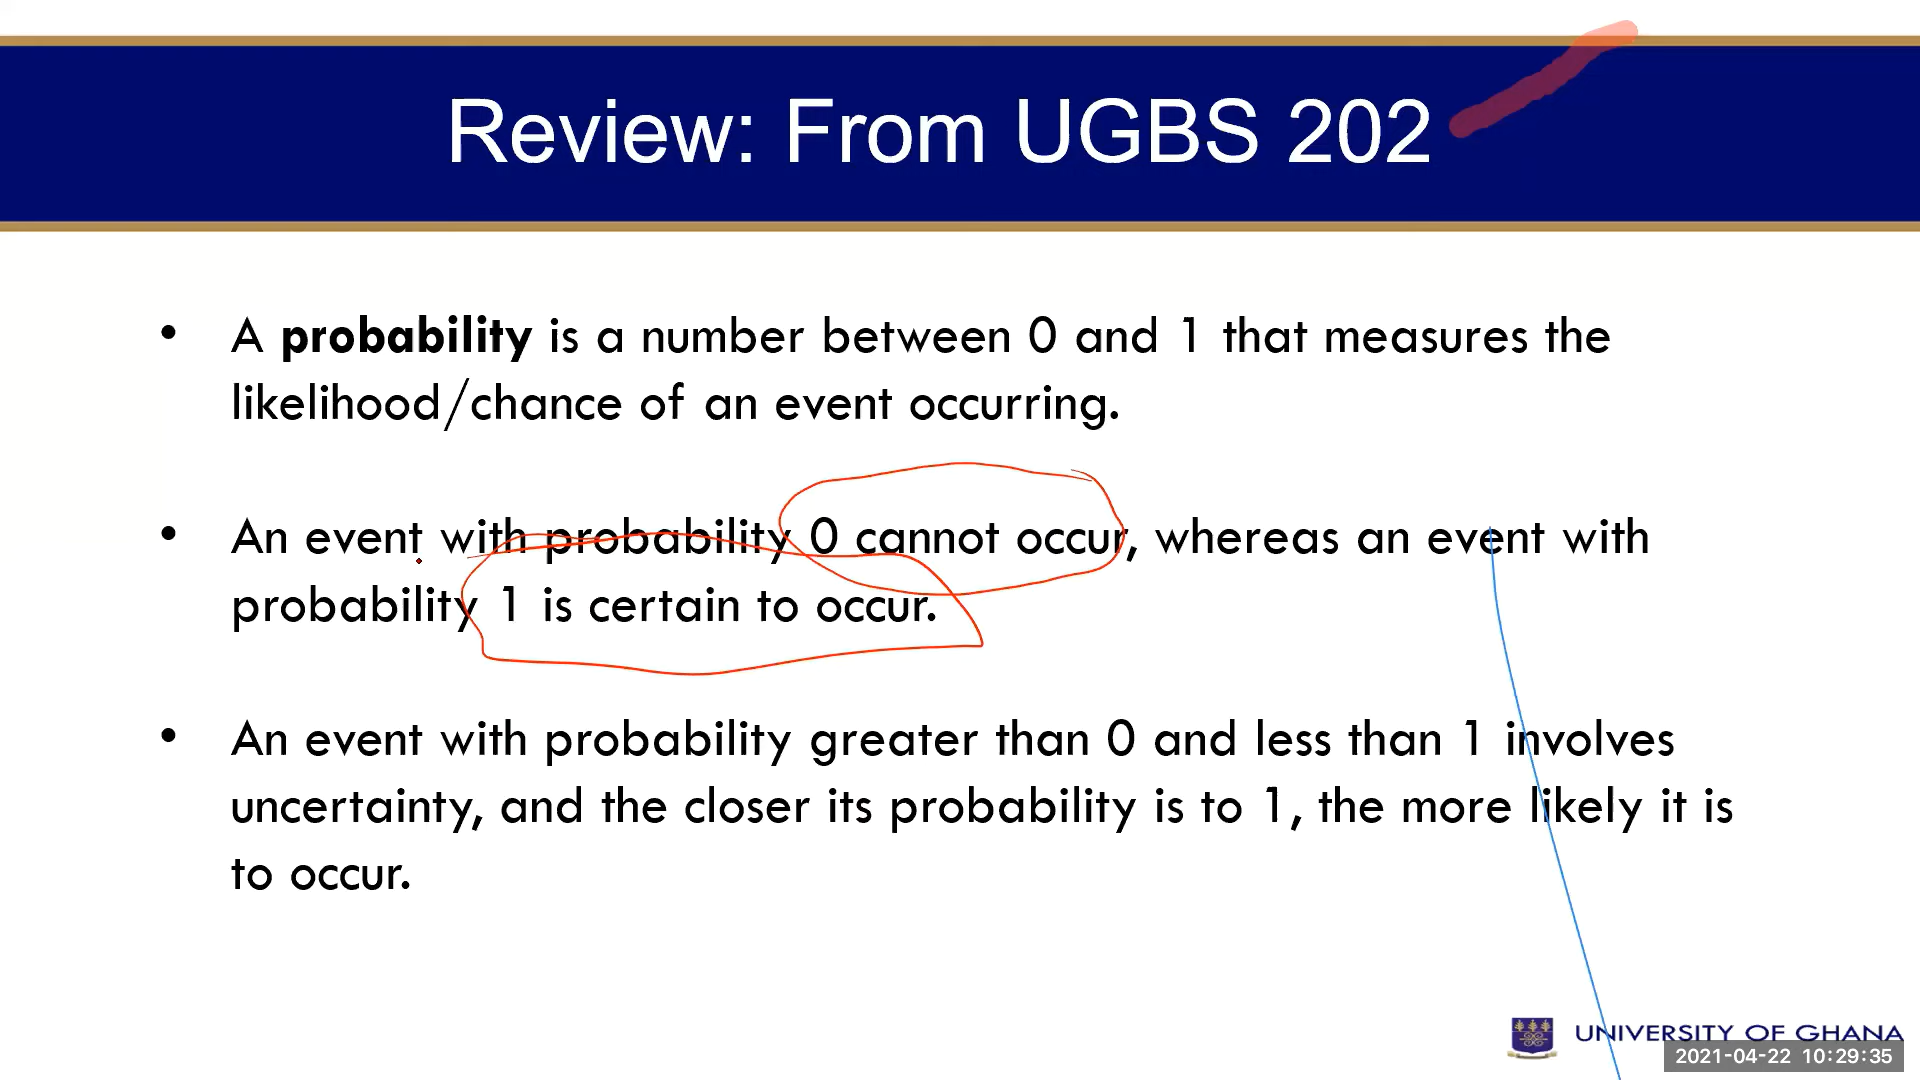 Review: From UGBS 202
• A probability is a number between 0 and 1 that measures the
likelihood/chance of an event occurring.
• An event with probability 0 cannot occur, whereas an event with
probability 1 is certain to occur.
• An event with probability greater than 0 and less than 1 involves
uncertainty, and the closer its probability is to 1, the more likely it is
to occur.
UNIVERSITY OF GHANA
2021-04-22 10:29:35